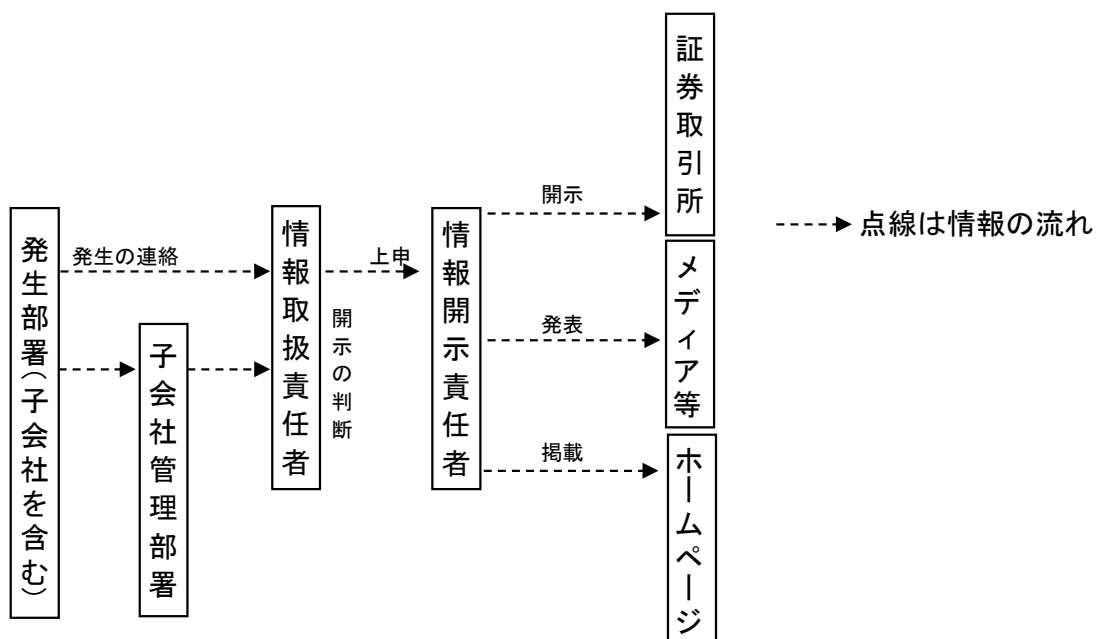 証券取引所
開示
発生部署(子会社を含む)
情報取扱責任者
情報開示責任者
点線は情報の流れ
発生の連絡
上申
メディア等
開示の判断
発表
子会社管理部署
掲載
ホームページ